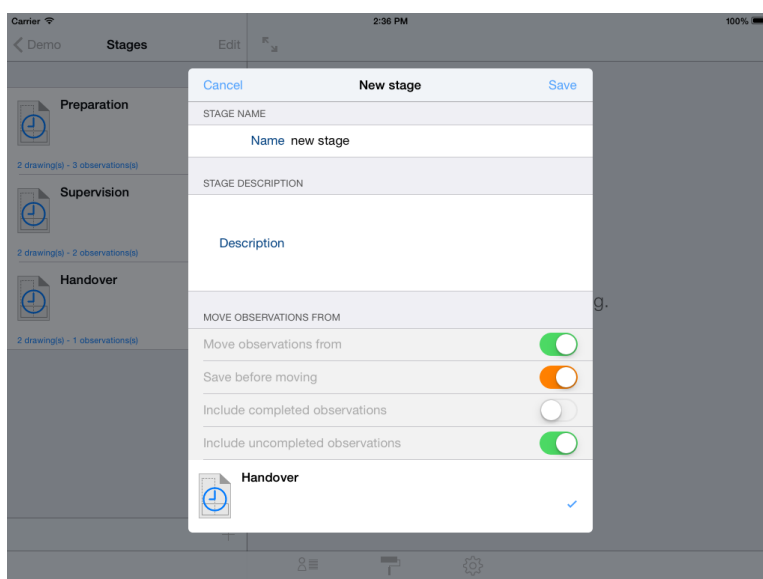 Carrier 2:36 PM 100%
Demo Stages Edit
Cancel New stage Save
STAGE NAME
Name new stage
STAGE DESCRIPTION
Description
MOVE OBSERVATIONS FROM
Move observations from
Save before moving
Include completed observations
Include uncompleted observations
Handover
Preparation
2 drawing(s) - 3 observations(s)
Supervision
2 drawing(s) - 2 observations(s)
Handover
2 drawing(s) - 1 observations(s)
g.